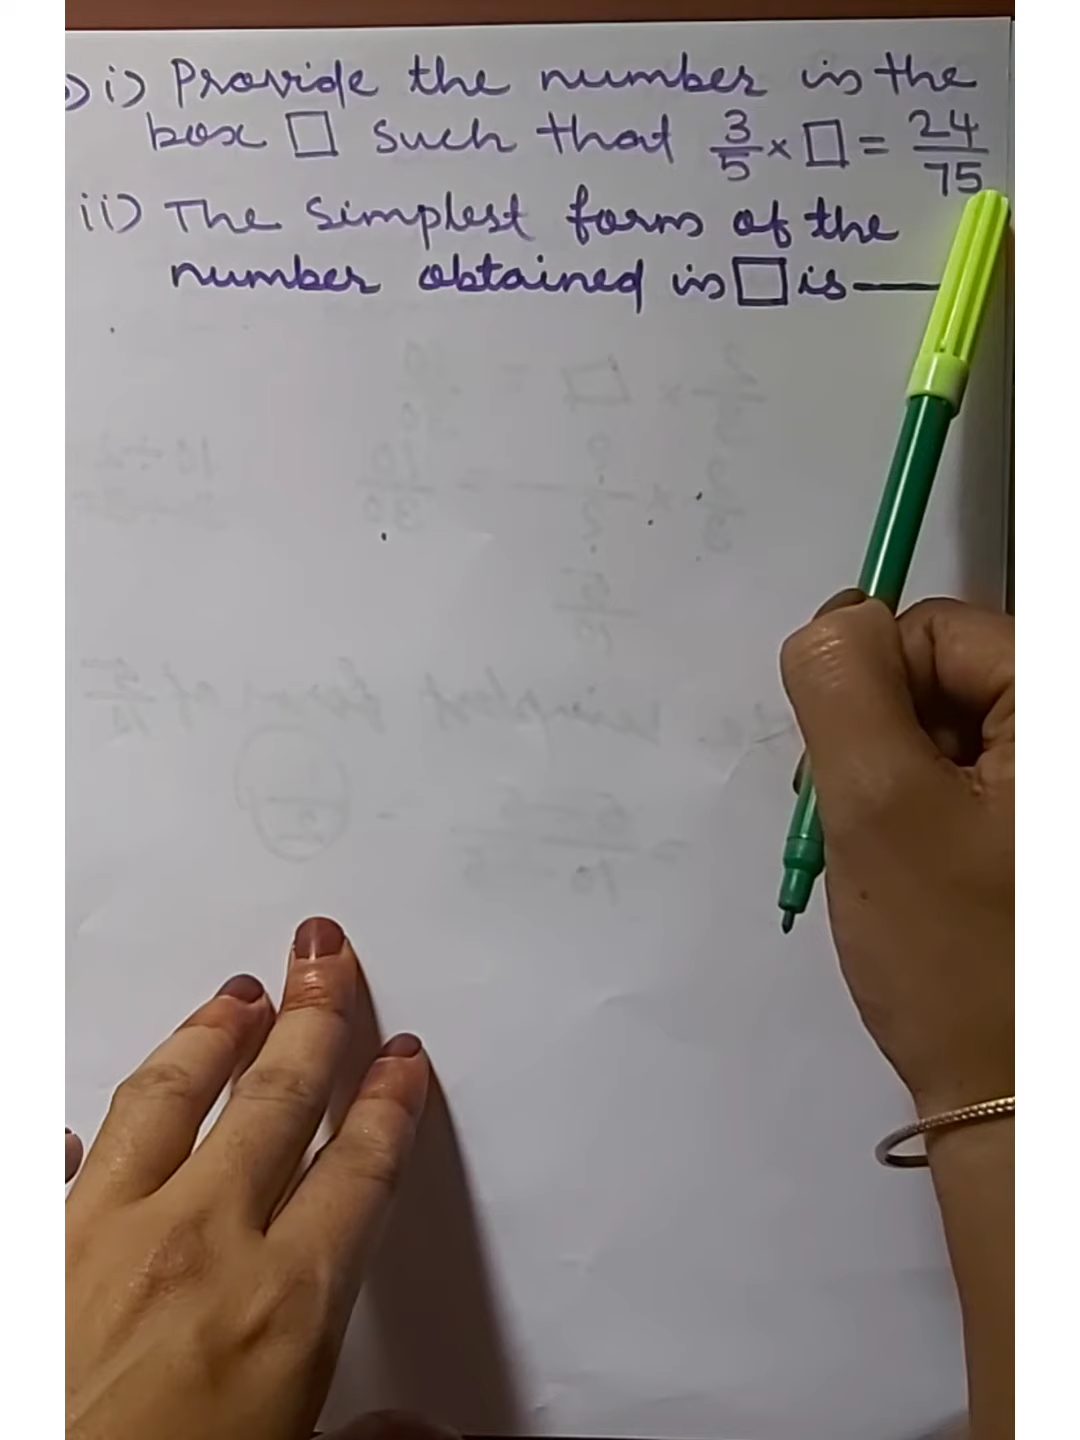 i) Provide the number in the
box □ such that 3/5 × □ = 24/75
ii) The simplest form of the
number obtained in □ is ——